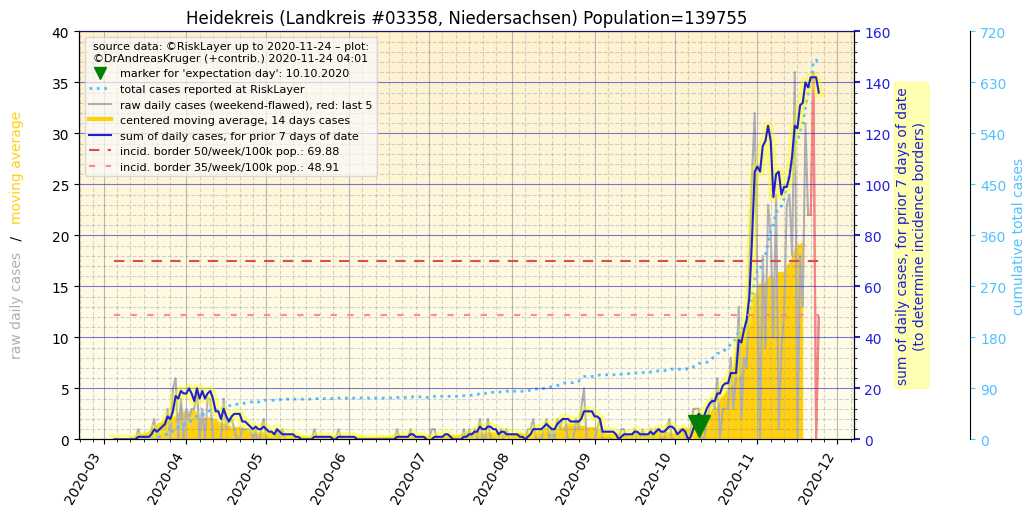 Heidekreis (Landkreis #03358, Niedersachsen) Population=139755
source data: ©RiskLayer up to 2020-11-24 – plot:
©DrAndreasKruger (+contrib.) 2020-11-24 04:01
marker for 'expectation day': 10.10.2020
total cases reported at RiskLayer
raw daily cases (weekend-flawed), red: last 5
centered moving average, 14 days cases
sum of daily cases, for prior 7 days of date
incid. border 50/week/100k pop.: 69.88
incid. border 35/week/100k pop.: 48.91
raw daily cases / moving average
40
35
30
25
20
15
10
5
0
2020-03
2020-04
2020-05
2020-06
2020-07
2020-08
2020-09
2020-10
2020-11
2020-12
160
140
120
100
80
60
40
20
0
sum of daily cases, for prior 7 days of date
(to determine incidence borders)
720
630
540
450
360
270
180
90
0
cumulative total cases